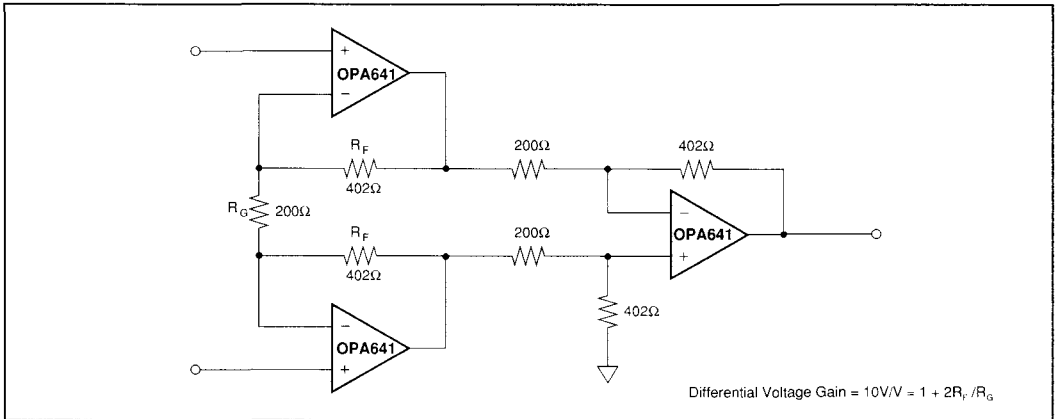 +
OPA641
−
R_F
402Ω
200Ω
402Ω
R_G 200Ω
−
OPA641
+
R_F
402Ω
200Ω
402Ω
−
OPA641
+
Differential Voltage Gain = 10V/V = 1 + 2R_F/R_G